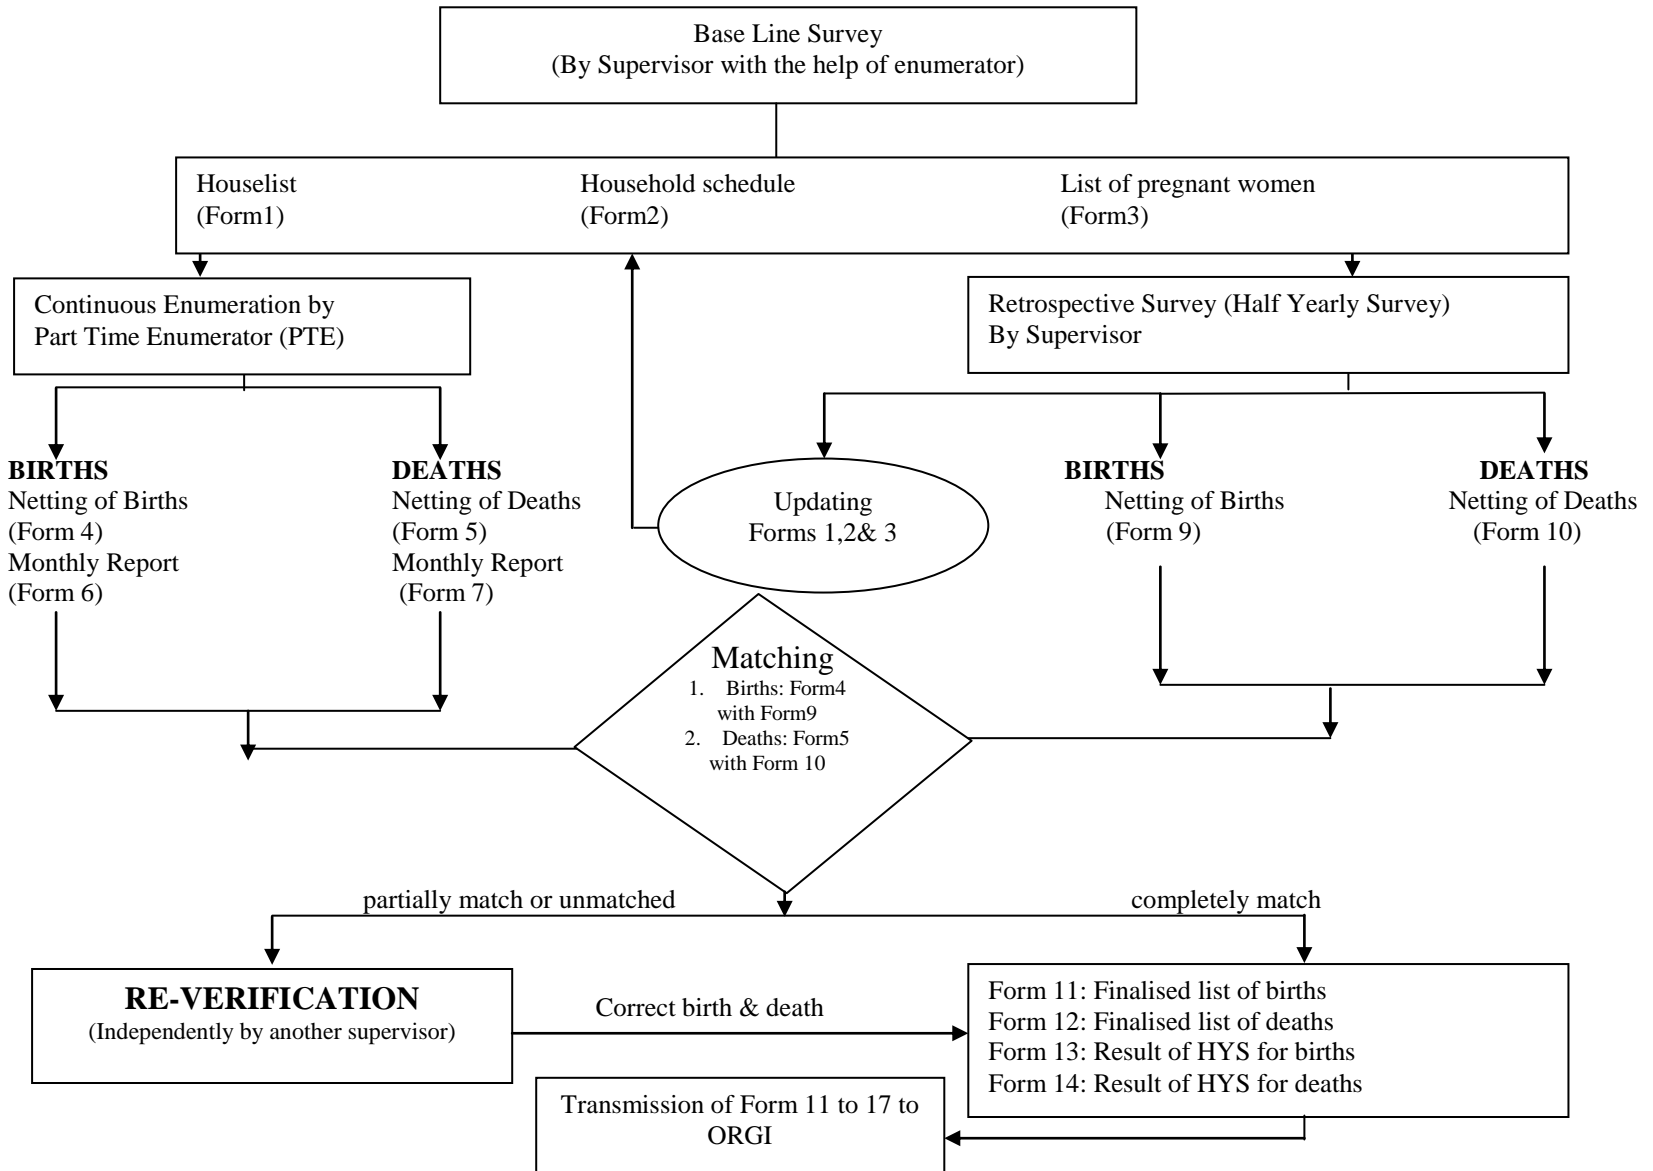 Base Line Survey
(By Supervisor with the help of enumerator)
Houselist
(Form1)
Household schedule
(Form2)
List of pregnant women
(Form3)
Continuous Enumeration by
Part Time Enumerator (PTE)
Retrospective Survey (Half Yearly Survey)
By Supervisor
BIRTHS
Netting of Births
(Form 4)
Monthly Report
(Form 6)
DEATHS
Netting of Deaths
(Form 5)
Monthly Report
(Form 7)
Updating
Forms 1,2& 3
BIRTHS
Netting of Births
(Form 9)
DEATHS
Netting of Deaths
(Form 10)
Matching
1. Births: Form4
with Form9
2. Deaths: Form5
with Form 10
partially match or unmatched
completely match
RE-VERIFICATION
(Independently by another supervisor)
Correct birth & death
Form 11: Finalised list of births
Form 12: Finalised list of deaths
Form 13: Result of HYS for births
Form 14: Result of HYS for deaths
Transmission of Form 11 to 17 to
ORGI